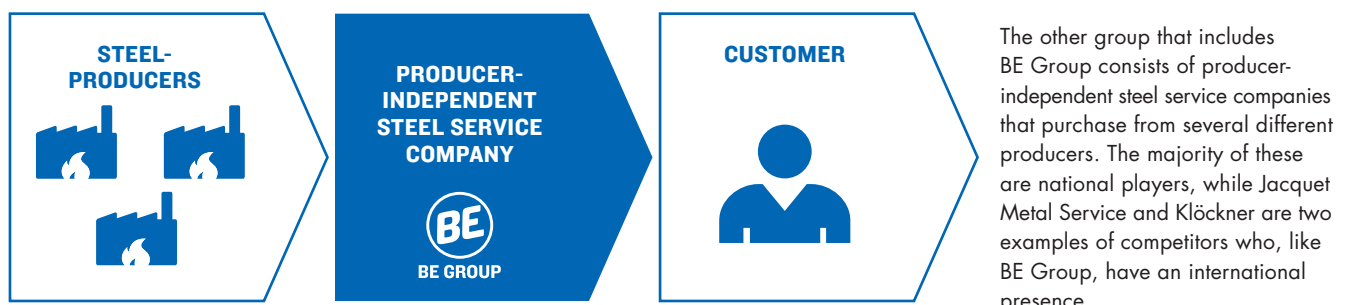 STEEL-
PRODUCERS
PRODUCER-
INDEPENDENT
STEEL SERVICE
COMPANY
BE
BE GROUP
CUSTOMER
The other group that includes
BE Group consists of producer-
independent steel service companies
that purchase from several different
producers. The majority of these
are national players, while Jacquet
Metal Service and Klöckner are two
examples of competitors who, like
BE Group, have an international
presence.